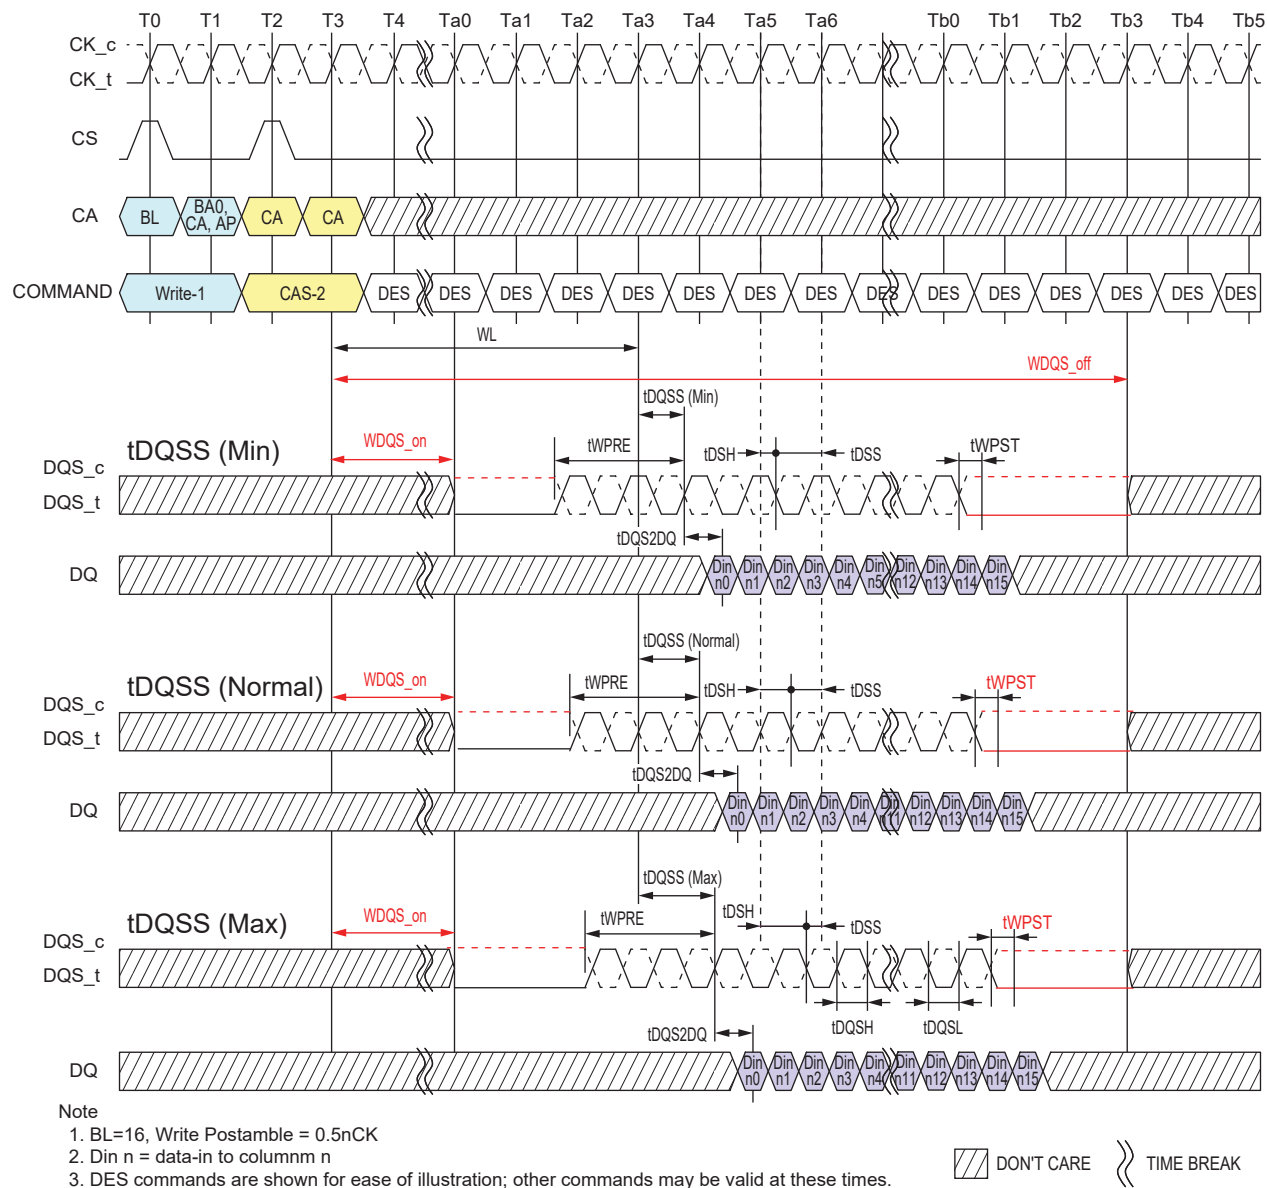 T0 T1 T2 T3 T4 Ta0 Ta1 Ta2 Ta3 Ta4 Ta5 Ta6 Tb0 Tb1 Tb2 Tb3 Tb4 Tb5
CK_c
CK_t
CS
CA BL BA0, CA, AP CA CA
COMMAND Write-1 CAS-2 DES DES DES DES DES DES DES DES DES DES DES DES DES DES DES
WL
WDQS_off
tDQSS (Min)
tDQSS (Min) WDQS_on tWPRE tDSH tDSS tWPST
DQS_c
DQS_t
tDQS2DQ
DQ Din n0 Din n1 Din n2 Din n3 Din n4 Din n5 Din n12 Din n13 Din n14 Din n15
tDQSS (Normal)
tDQSS (Normal) WDQS_on tWPRE tDSH tDSS tWPST
DQS_c
DQS_t
tDQS2DQ
DQ Din n0 Din n1 Din n2 Din n3 Din n4 Din n11 Din n12 Din n13 Din n14 Din n15
tDQSS (Max)
tDQSS (Max) WDQS_on tWPRE tDSH tDSS tWPST
DQS_c
DQS_t
tDQSH tDQSL
tDQS2DQ
DQ Din n0 Din n1 Din n2 Din n3 Din n4 Din n11 Din n12 Din n13 Din n14 Din n15
Note
1. BL=16, Write Postamble = 0.5nCK
2. Din n = data-in to columnm n
3. DES commands are shown for ease of illustration; other commands may be valid at these times.
DON'T CARE TIME BREAK